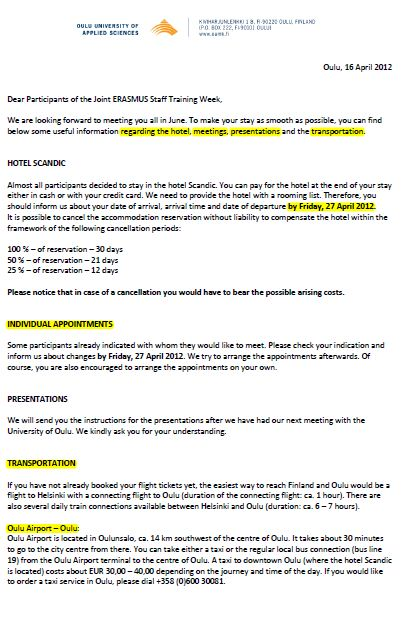 OULU UNIVERSITY OF
APPLIED SCIENCES
KIVIHARJUNLENKKI 1 B, FI-90220 OULU, FINLAND
(P.O. BOX 222, FI-90101 OULU)
www.oamk.fi
Oulu, 16 April 2012
Dear Participants of the Joint ERASMUS Staff Training Week,
We are looking forward to meeting you all in June. To make your stay as smooth as possible, you can find
below some useful information regarding the hotel, meetings, presentations and the transportation.
HOTEL SCANDIC
Almost all participants decided to stay in the hotel Scandic. You can pay for the hotel at the end of your stay
either in cash or with your credit card. We need to provide the hotel with a rooming list. Therefore, you
should inform us about your date of arrival, arrival time and date of departure by Friday, 27 April 2012.
It is possible to cancel the accommodation reservation without liability to compensate the hotel within the
framework of the following cancellation periods:
100 % – of reservation – 30 days
50 % – of reservation – 21 days
25 % – of reservation – 12 days
Please notice that in case of a cancellation you would have to bear the possible arising costs.
INDIVIDUAL APPOINTMENTS
Some participants already indicated with whom they would like to meet. Please check your indication and
inform us about changes by Friday, 27 April 2012. We try to arrange the appointments afterwards. Of
course, you are also encouraged to arrange the appointments on your own.
PRESENTATIONS
We will send you the instructions for the presentations after we have had our next meeting with the
University of Oulu. We kindly ask you for your understanding.
TRANSPORTATION
If you have not already booked your flight tickets yet, the easiest way to reach Finland and Oulu would be a
flight to Helsinki with a connecting flight to Oulu (duration of the connecting flight: ca. 1 hour). There are
also several daily train connections available between Helsinki and Oulu (duration: ca. 6 – 7 hours).
Oulu Airport – Oulu:
Oulu Airport is located in Oulunsalo, ca. 14 km southwest of the centre of Oulu. It takes about 30 minutes
to go to the city centre from there. You can take either a taxi or the regular local bus connection (bus line
19) from the Oulu Airport terminal to the centre of Oulu. A taxi to downtown Oulu (where the hotel Scandic
is located) costs about EUR 30,00 – 40,00 depending on the journey and time of the day. If you would like
to order a taxi service in Oulu, please dial +358 (0)600 30081.